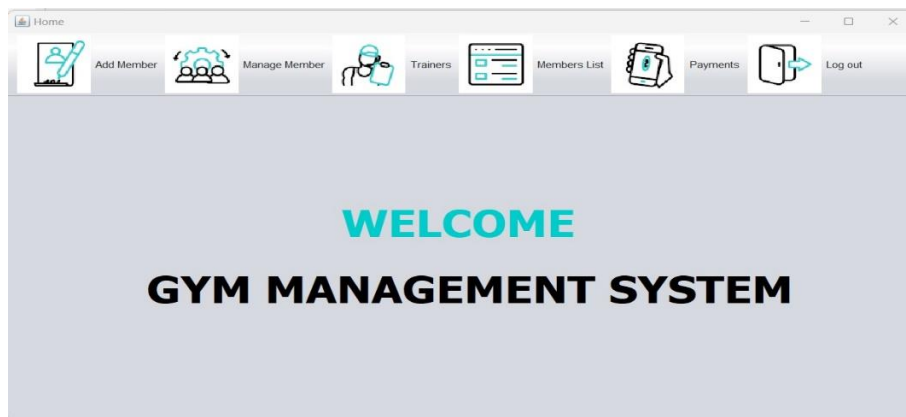 Home
Add Member Manage Member Trainers Members List Payments Log out
WELCOME
GYM MANAGEMENT SYSTEM